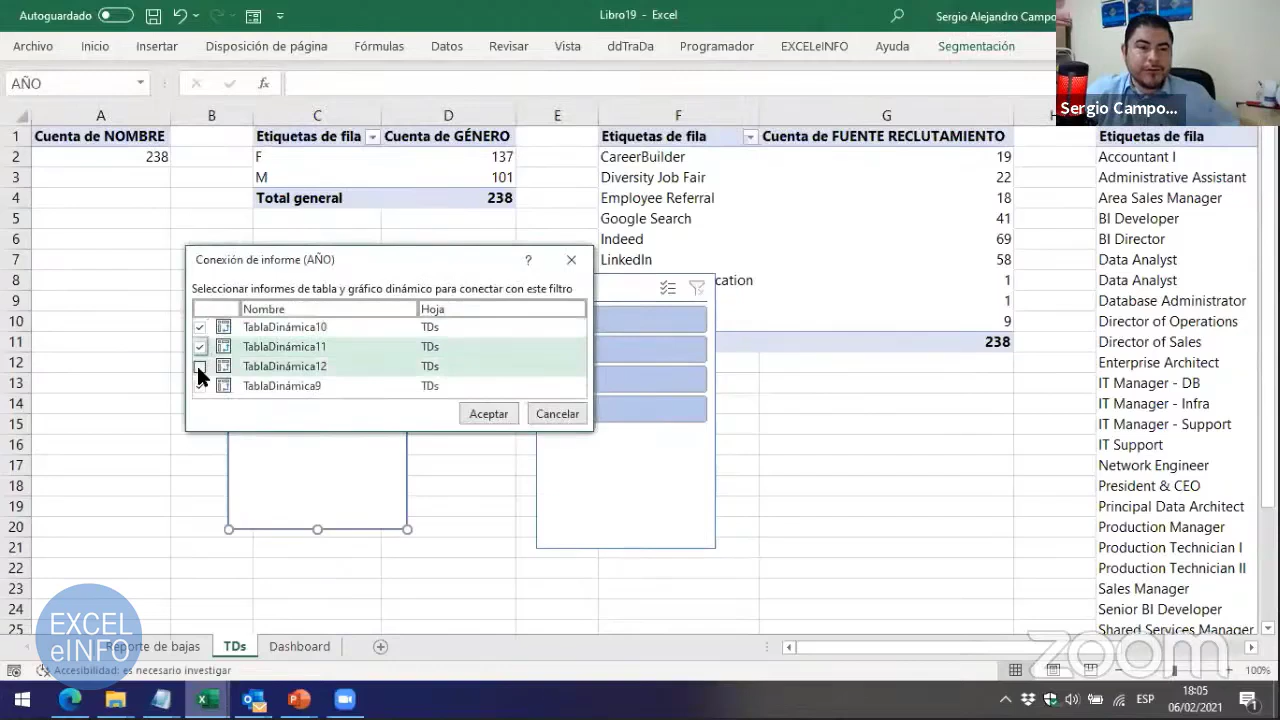 Autoguardado
Libro19 - Excel
Sergio Alejandro Campo
Archivo Inicio Insertar Disposición de página Fórmulas Datos Revisar Vista ddTraDa Programador EXCELeINFO Ayuda Segmentación
AÑO fx
Sergio Campo...
A B C D E F G
1 Cuenta de NOMBRE Etiquetas de fila Cuenta de GÉNERO Etiquetas de fila Cuenta de FUENTE RECLUTAMIENTO Etiquetas de fila
2 238 F 137 CareerBuilder 19 Accountant I
3 M 101 Diversity Job Fair 22 Administrative Assistant
4 Total general 238 Employee Referral 18 Area Sales Manager
5 Google Search 41 BI Developer
6 Indeed 69 BI Director
7 LinkedIn 58 Data Analyst
8 cation 1 Data Analyst
9 1 Database Administrator
10 9 Director of Operations
11 238 Director of Sales
12 Enterprise Architect
13 IT Manager - DB
14 IT Manager - Infra
15 IT Manager - Support
16 IT Support
17 Network Engineer
18 President & CEO
19 Principal Data Architect
20 Production Manager
21 Production Technician I
22 Production Technician II
23 Sales Manager
24 Senior BI Developer
25 Shared Services Manager
Conexión de informe (AÑO) ?
Seleccionar informes de tabla y gráfico dinámico para conectar con este filtro
Nombre Hoja
TablaDinámica10 TDs
TablaDinámica11 TDs
TablaDinámica12 TDs
TablaDinámica9 TDs
Aceptar Cancelar
EXCEL
eINFO
Reporte de bajas TDs Dashboard
zoom
Accesibilidad: es necesario investigar 100%
ESP
18:05
06/02/2021
1